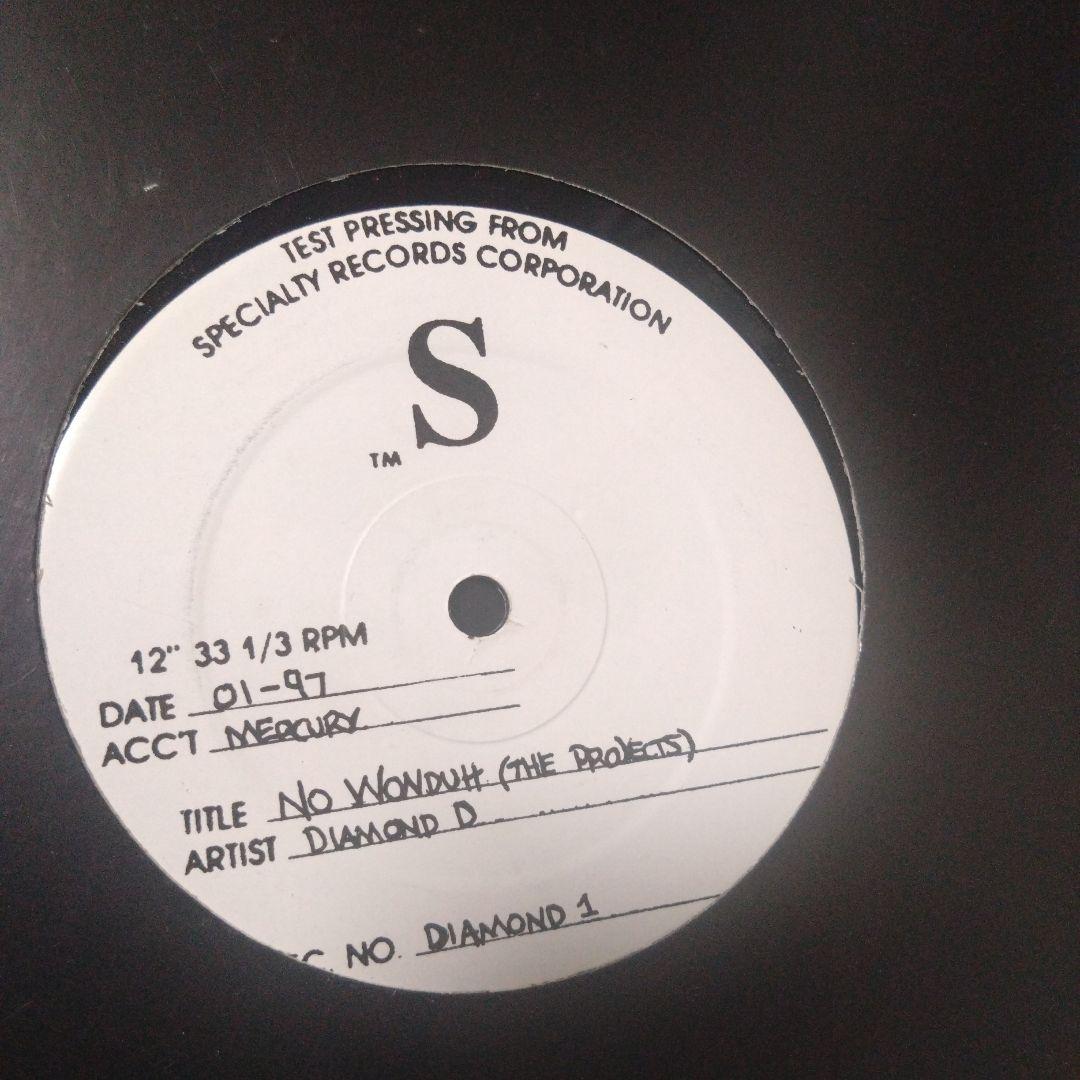 TEST PRESSING FROM
SPECIALTY RECORDS CORPORATION
S
TM
12" 33 1/3 RPM
DATE 01-97
ACC'T MERCURY
TITLE NO WONDUH (THE PROJECTS)
ARTIST DIAMOND D
NO. DIAMOND 1